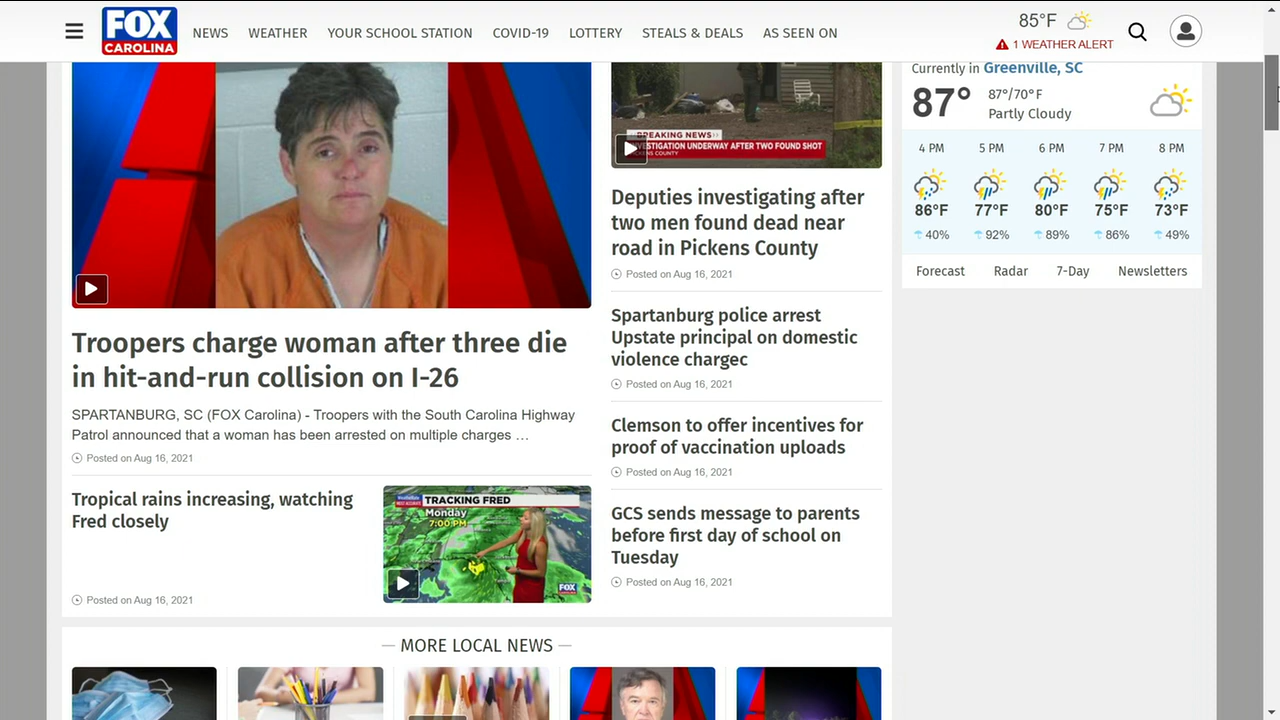 FOX
CAROLINA
NEWS
WEATHER
YOUR SCHOOL STATION
COVID-19
LOTTERY
STEALS & DEALS
AS SEEN ON
85°F
1 WEATHER ALERT
Troopers charge woman after three die
in hit-and-run collision on I-26
SPARTANBURG, SC (FOX Carolina) - Troopers with the South Carolina Highway
Patrol announced that a woman has been arrested on multiple charges …
Posted on Aug 16, 2021
Tropical rains increasing, watching
Fred closely
Posted on Aug 16, 2021
TRACKING FRED
Monday
7:00 PM
FOX
BREAKING NEWS
INVESTIGATION UNDERWAY AFTER TWO FOUND SHOT
PICKENS COUNTY
Deputies investigating after
two men found dead near
road in Pickens County
Posted on Aug 16, 2021
Spartanburg police arrest
Upstate principal on domestic
violence chargec
Posted on Aug 16, 2021
Clemson to offer incentives for
proof of vaccination uploads
Posted on Aug 16, 2021
GCS sends message to parents
before first day of school on
Tuesday
Posted on Aug 16, 2021
Currently in Greenville, SC
87°
87°/70°F
Partly Cloudy
4 PM 5 PM 6 PM 7 PM 8 PM
86°F 77°F 80°F 75°F 73°F
40% 92% 89% 86% 49%
Forecast Radar 7-Day Newsletters
MORE LOCAL NEWS